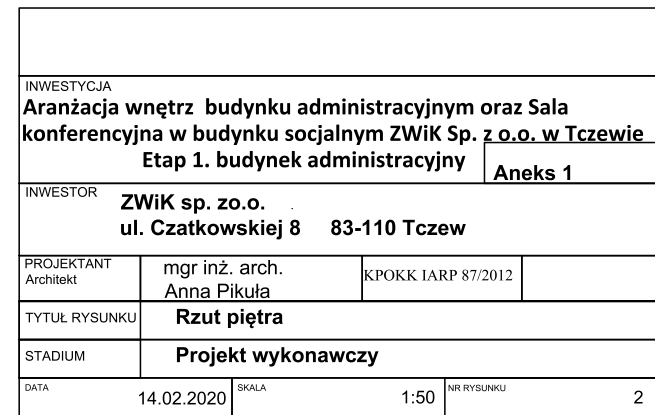 INWESTYCJA
Aranżacja wnętrz budynku administracyjnym oraz Sala
konferencyjna w budynku socjalnym ZWiK Sp. z o.o. w Tczewie
Etap 1. budynek administracyjny
Aneks 1
INWESTOR
ZWiK sp. zo.o.
ul. Czatkowskiej 8 83-110 Tczew
PROJEKTANT
Architekt
mgr inż. arch.
Anna Pikuła
KPOKK IARP 87/2012
TYTUŁ RYSUNKU Rzut piętra
STADIUM Projekt wykonawczy
DATA 14.02.2020 SKALA 1:50 NR RYSUNKU 2